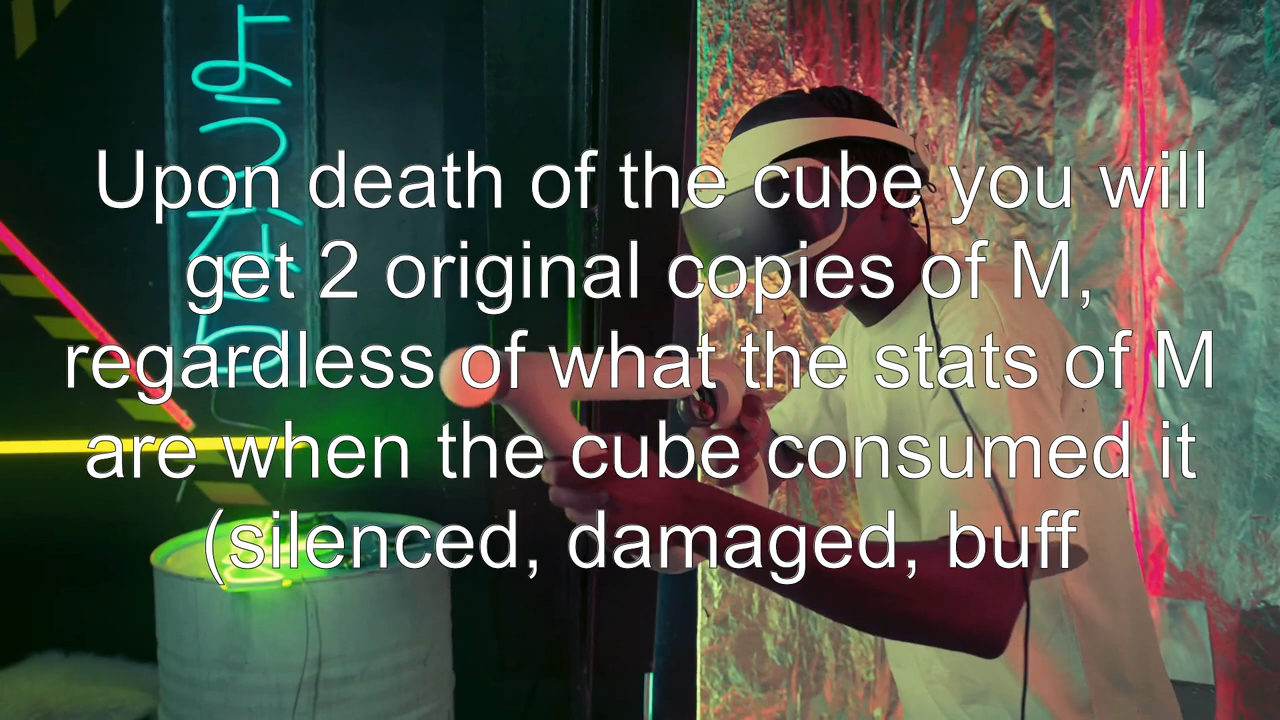 Upon death of the cube you will
get 2 original copies of M,
regardless of what the stats of M
are when the cube consumed it
(silenced, damaged, buff